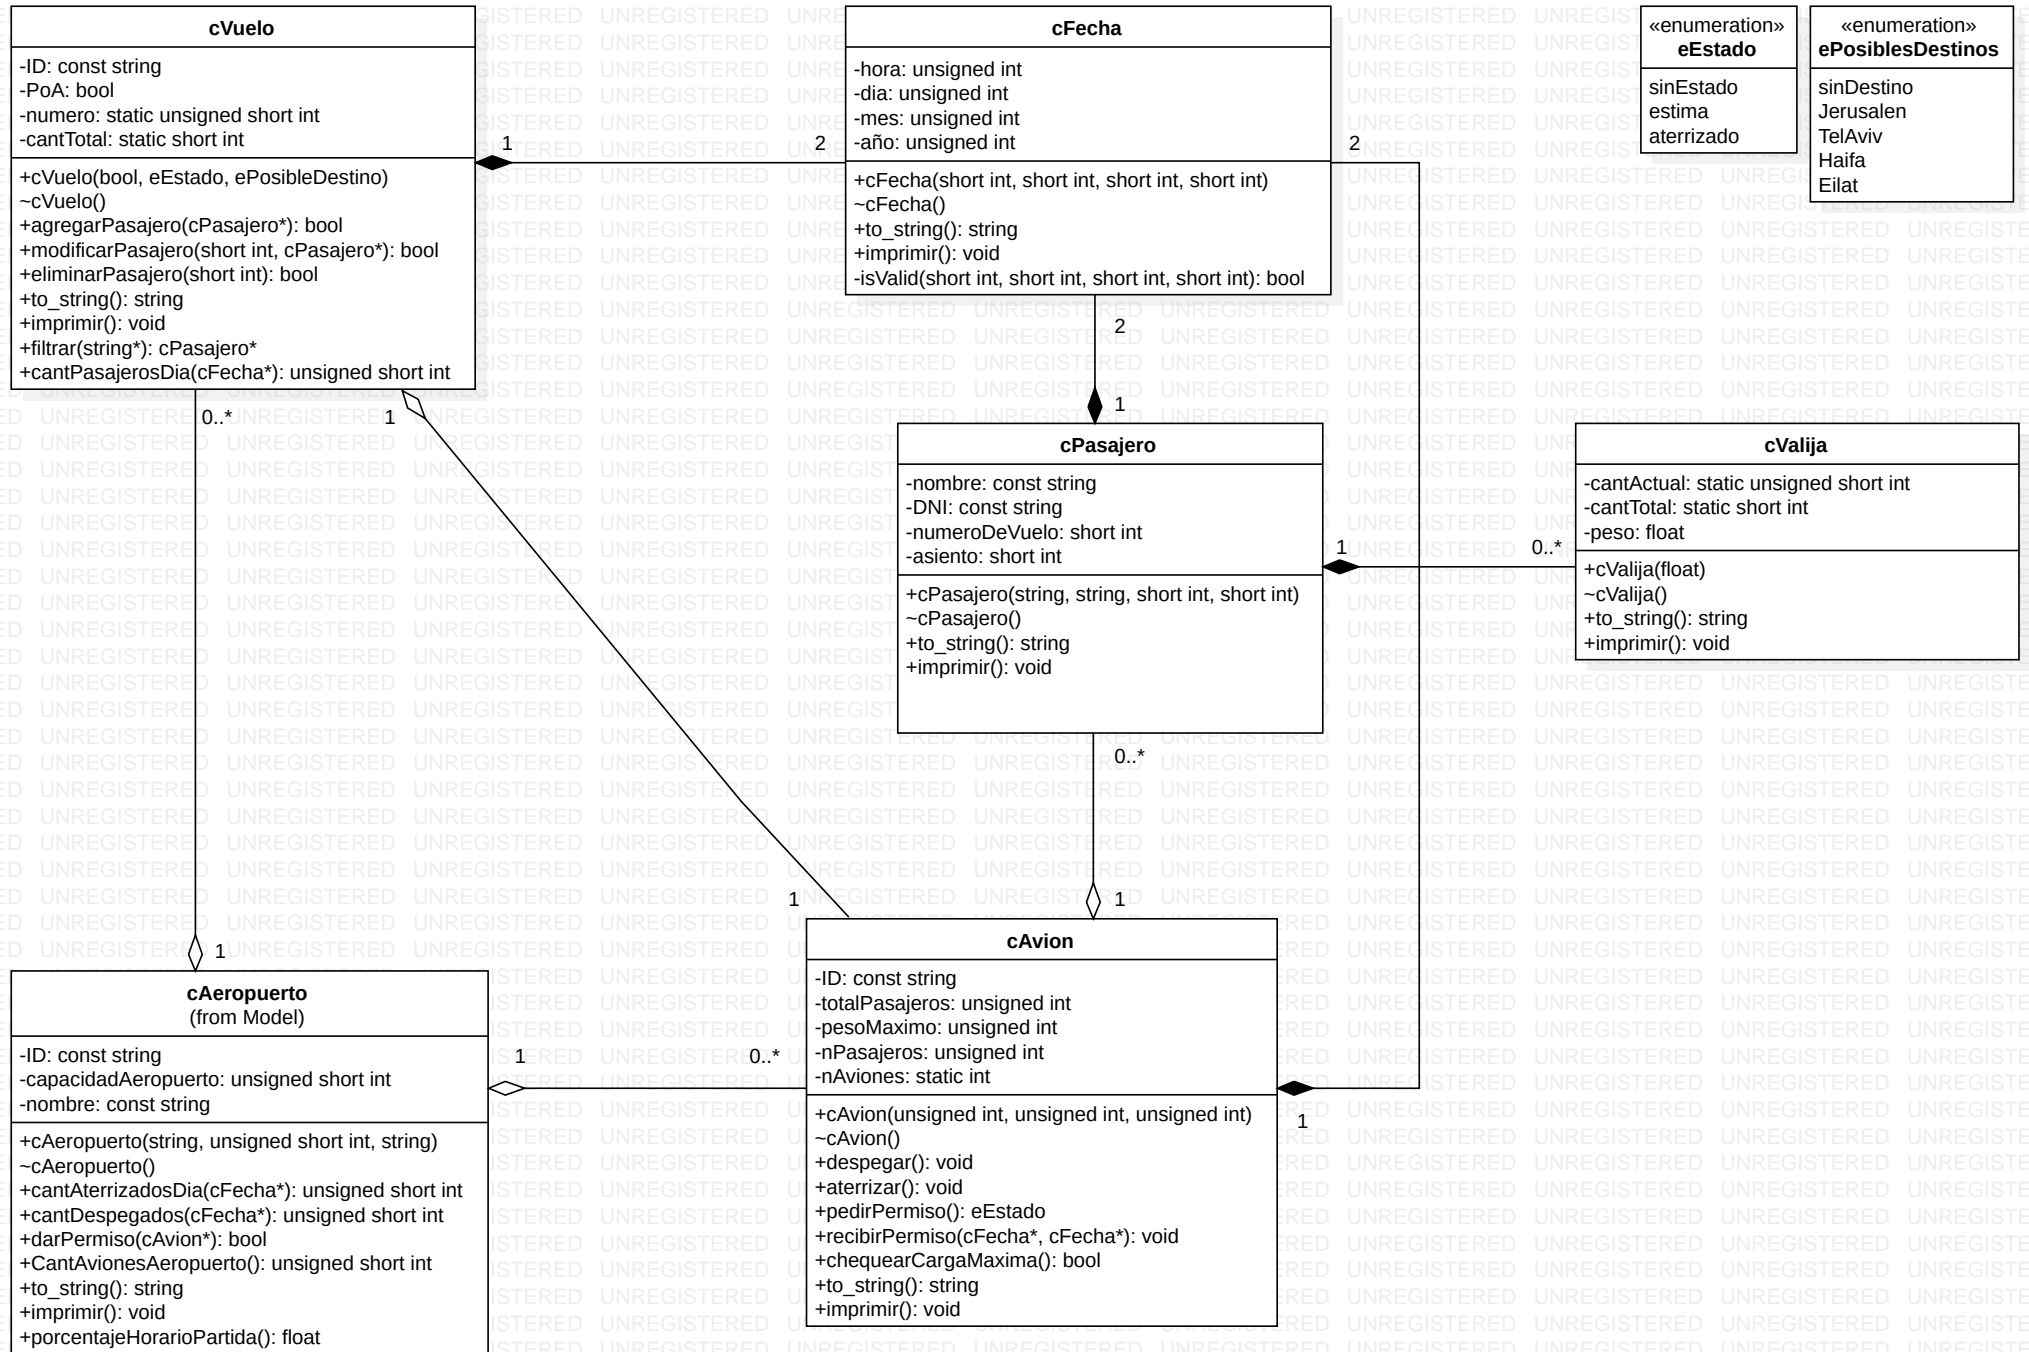 cVuelo
-ID: const string
-PoA: bool
-numero: static unsigned short int
-cantTotal: static short int
+cVuelo(bool, eEstado, ePosibleDestino)
~cVuelo()
+agregarPasajero(cPasajero*): bool
+modificarPasajero(short int, cPasajero*): bool
+eliminarPasajero(short int): bool
+to_string(): string
+imprimir(): void
+filtrar(string*): cPasajero*
+cantPasajerosDia(cFecha*): unsigned short int
1
2
cFecha
-hora: unsigned int
-dia: unsigned int
-mes: unsigned int
-año: unsigned int
+cFecha(short int, short int, short int, short int)
~cFecha()
+to_string(): string
+imprimir(): void
-isValid(short int, short int, short int, short int): bool
2
«enumeration»
eEstado
sinEstado
estima
aterrizado
«enumeration»
ePosiblesDestinos
sinDestino
Jerusalen
TelAviv
Haifa
Eilat
2
1
0..*
1
cPasajero
-nombre: const string
-DNI: const string
-numeroDeVuelo: short int
-asiento: short int
+cPasajero(string, string, short int, short int)
~cPasajero()
+to_string(): string
+imprimir(): void
1
0..*
cValija
-cantActual: static unsigned short int
-cantTotal: static short int
-peso: float
+cValija(float)
~cValija()
+to_string(): string
+imprimir(): void
0..*
1
1
1
cAeropuerto
(from Model)
-ID: const string
-capacidadAeropuerto: unsigned short int
-nombre: const string
+cAeropuerto(string, unsigned short int, string)
~cAeropuerto()
+cantAterrizadosDia(cFecha*): unsigned short int
+cantDespegados(cFecha*): unsigned short int
+darPermiso(cAvion*): bool
+CantAvionesAeropuerto(): unsigned short int
+to_string(): string
+imprimir(): void
+porcentajeHorarioPartida(): float
1
0..*
cAvion
-ID: const string
-totalPasajeros: unsigned int
-pesoMaximo: unsigned int
-nPasajeros: unsigned int
-nAviones: static int
+cAvion(unsigned int, unsigned int, unsigned int)
~cAvion()
+despegar(): void
+aterrizar(): void
+pedirPermiso(): eEstado
+recibirPermiso(cFecha*, cFecha*): void
+chequearCargaMaxima(): bool
+to_string(): string
+imprimir(): void
1
UNREGISTERED